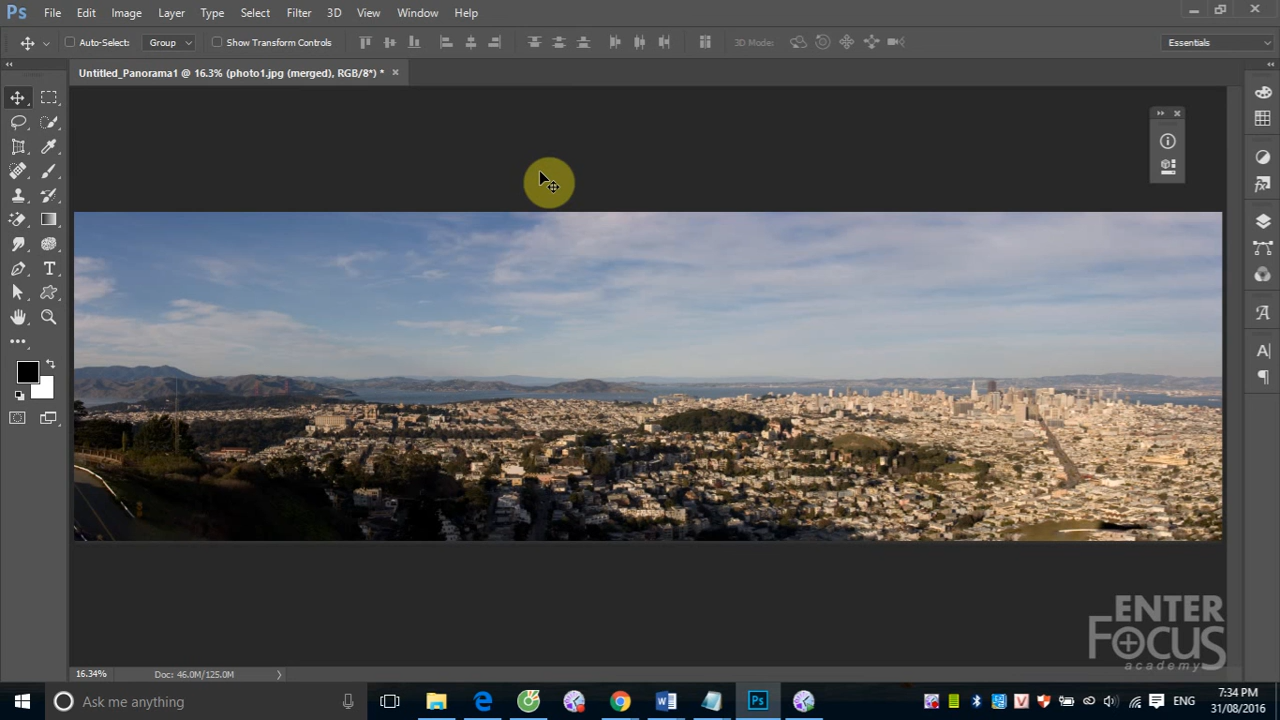 Ps File Edit Image Layer Type Select Filter 3D View Window Help
Auto-Select: Group Show Transform Controls 3D Mode: Essentials
Untitled_Panorama1 @ 16.3% (photo1.jpg (merged), RGB/8*) *
ENTER
FOCUS
academy
16.34% Doc: 46.0M/125.0M
Ask me anything
ENG
7:34 PM
31/08/2016